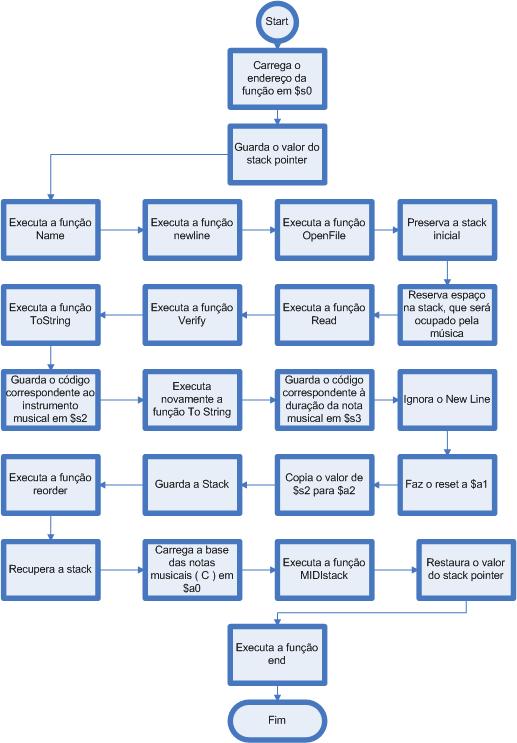 Start
Carrega o
endereço da
função em $s0
Guarda o valor do
stack pointer
Executa a função
Name
Executa a função
newline
Executa a função
OpenFile
Preserva a stack
inicial
Reserva espaço
na stack, que será
ocupado pela
música
Executa a função
Read
Executa a função
Verify
Executa a função
ToString
Guarda o código
correspondente ao
instrumento
musical em $s2
Executa
novamente a
função To String
Guarda o código
correspondente à
duração da nota
musical em $s3
Ignora o New Line
Faz o reset a $a1
Copia o valor de
$s2 para $a2
Guarda a Stack
Executa a função
reorder
Recupera a stack
Carrega a base
das notas
musicais ( C ) em
$a0
Executa a função
MIDIstack
Restaura o valor
do stack pointer
Executa a função
end
Fim